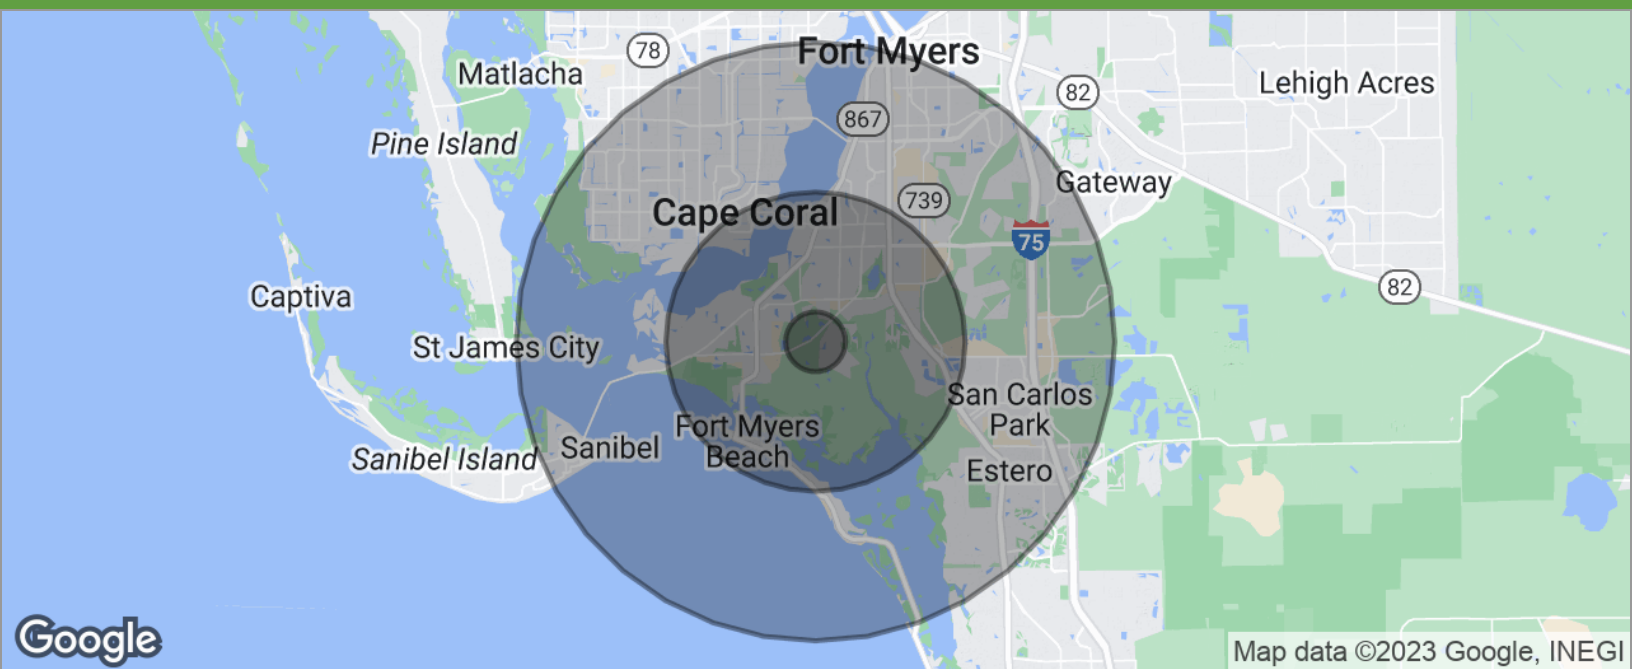 Fort Myers
78
Matlacha
Lehigh Acres
82
867
Pine Island
Gateway
739
Cape Coral
75
82
Captiva
St James City
San Carlos
Park
Fort Myers
Beach
Sanibel
Sanibel Island
Estero
Google
Map data ©2023 Google, INEGI